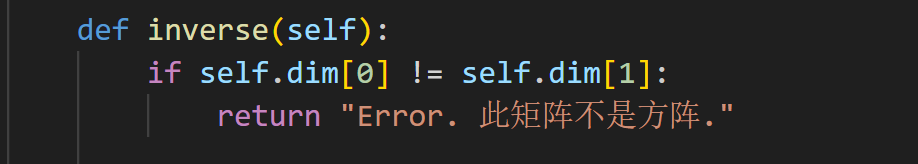 def inverse(self):
    if self.dim[0] != self.dim[1]:
        return "Error. 此矩阵不是方阵."